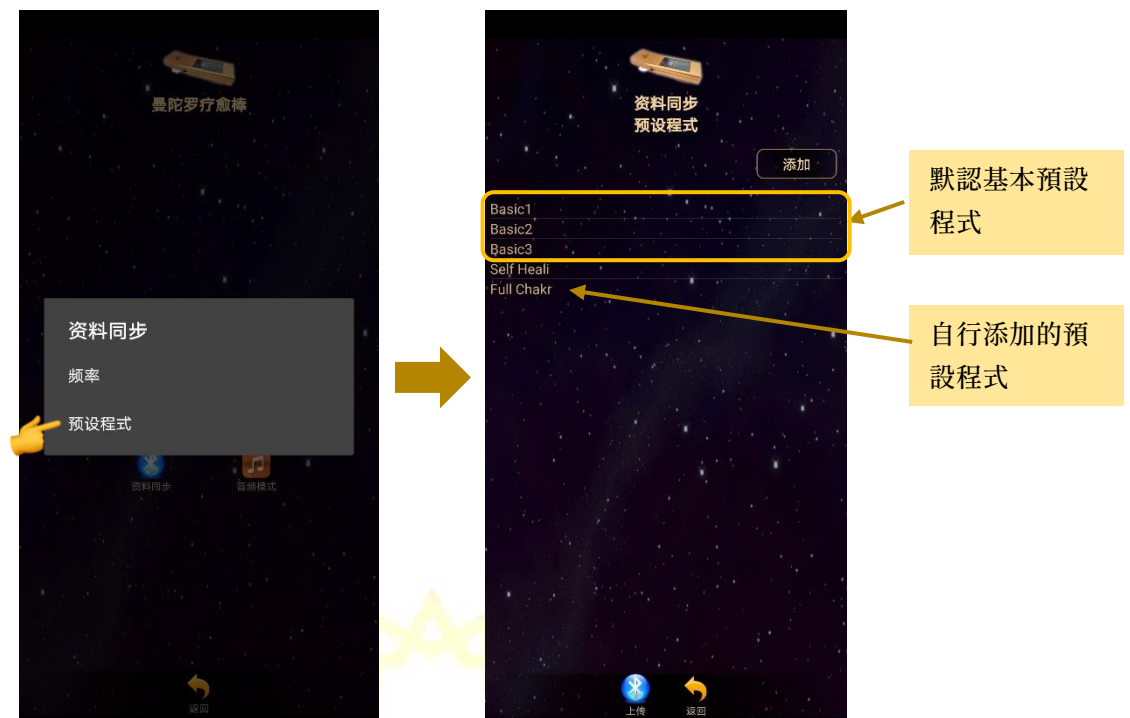 曼陀罗疗愈棒
资料同步
频率
预设程式
资料同步
音频模式
返回
资料同步
预设程式
添加
Basic1
Basic2
Basic3
Self Heali
Full Chakr
上传
返回
默認基本預設
程式
自行添加的預
設程式